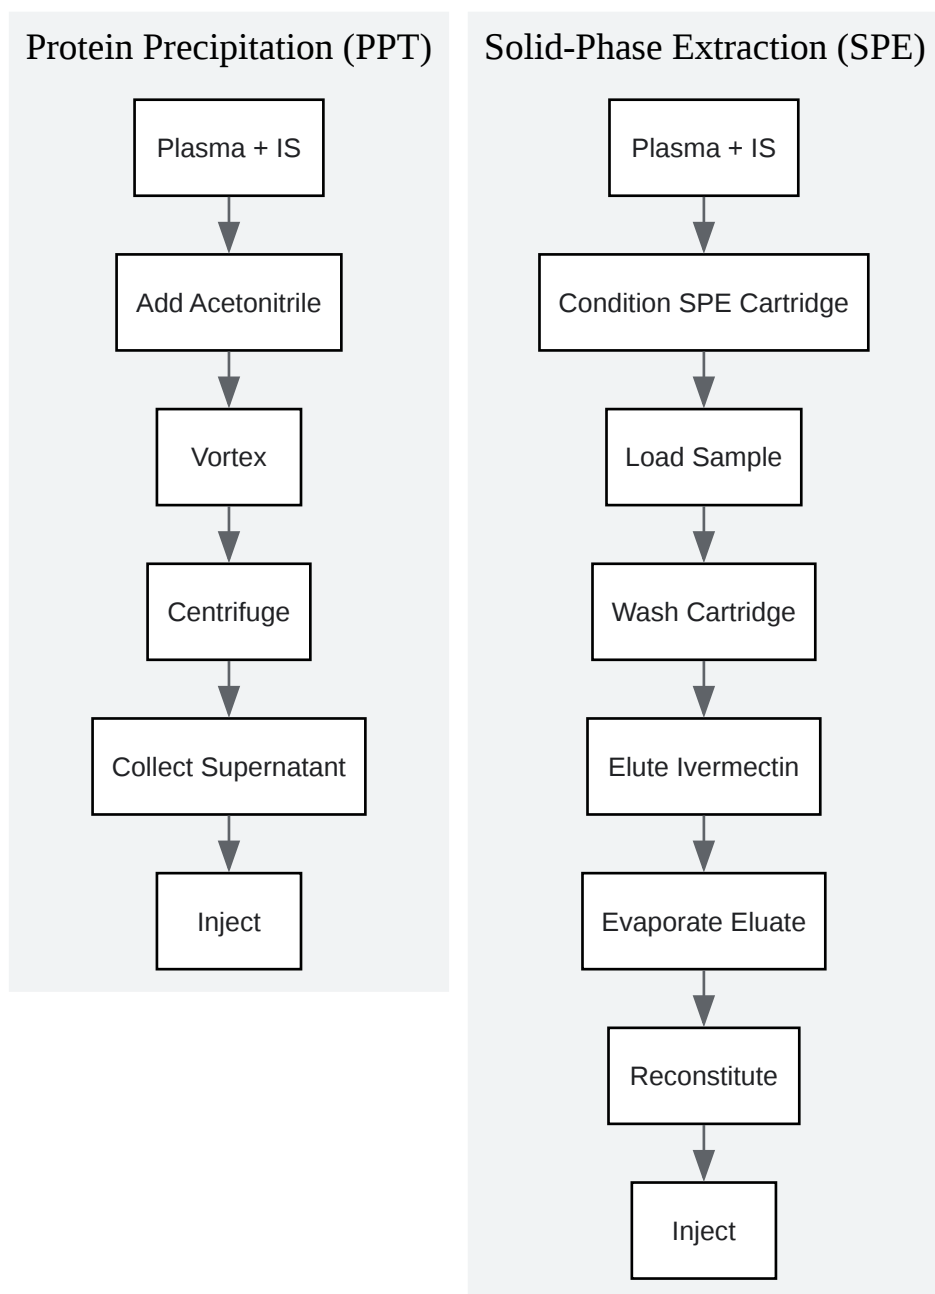 Protein Precipitation (PPT)
Plasma + IS
Add Acetonitrile
Vortex
Centrifuge
Collect Supernatant
Inject
Solid-Phase Extraction (SPE)
Plasma + IS
Condition SPE Cartridge
Load Sample
Wash Cartridge
Elute Ivermectin
Evaporate Eluate
Reconstitute
Inject